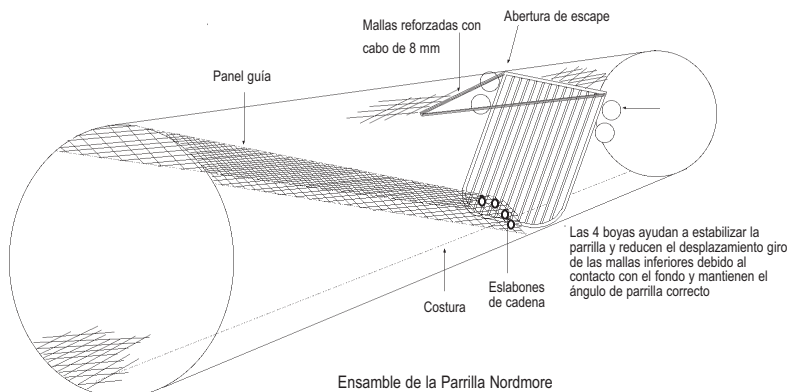 Abertura de escape
Mallas reforzadas con
cabo de 8 mm
Panel guía
Las 4 boyas ayudan a estabilizar la
parrilla y reducen el desplazamiento giro
de las mallas inferiores debido al
contacto con el fondo y mantienen el
ángulo de parrilla correcto
Eslabones
de cadena
Costura
Ensamble de la Parrilla Nordmore